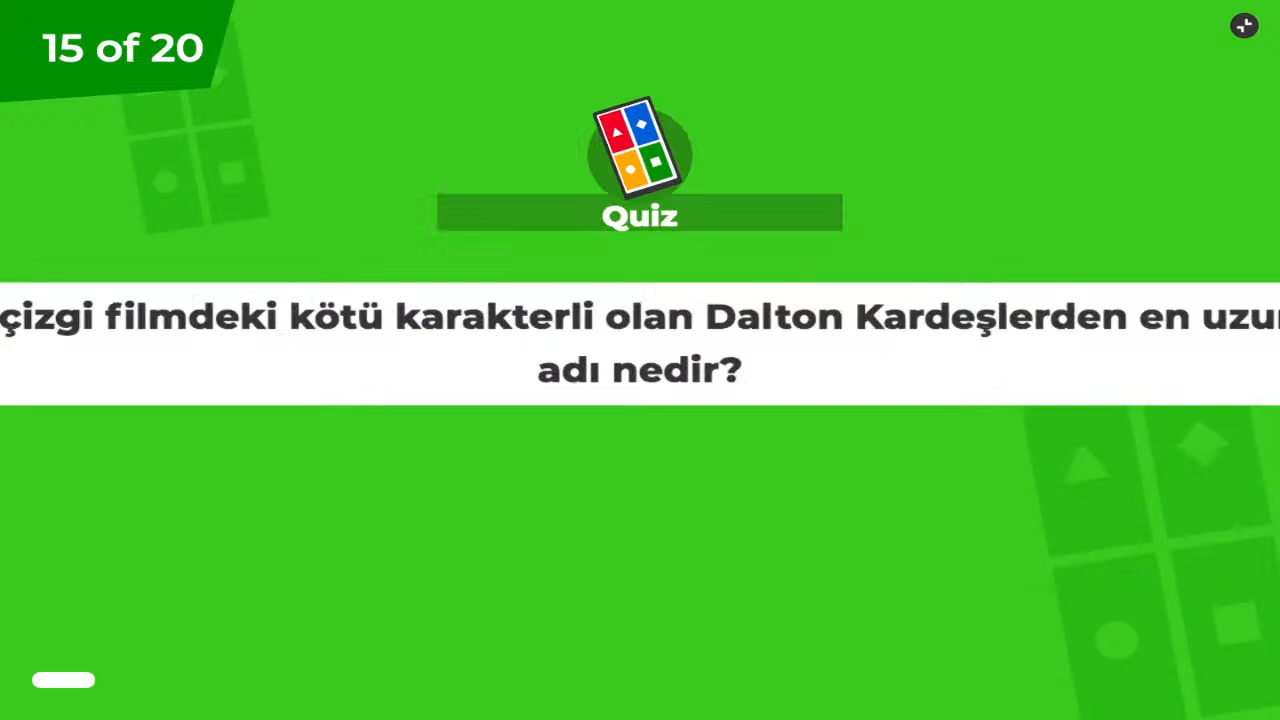 15 of 20
Quiz
çizgi filmdeki kötü karakterli olan Dalton Kardeşlerden en
adı nedir?